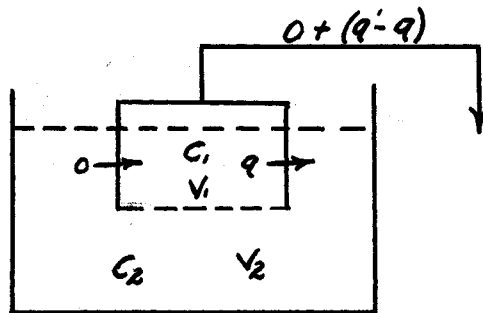 O + (q'- q)
O C₁ q
V₁
C₂ V₂